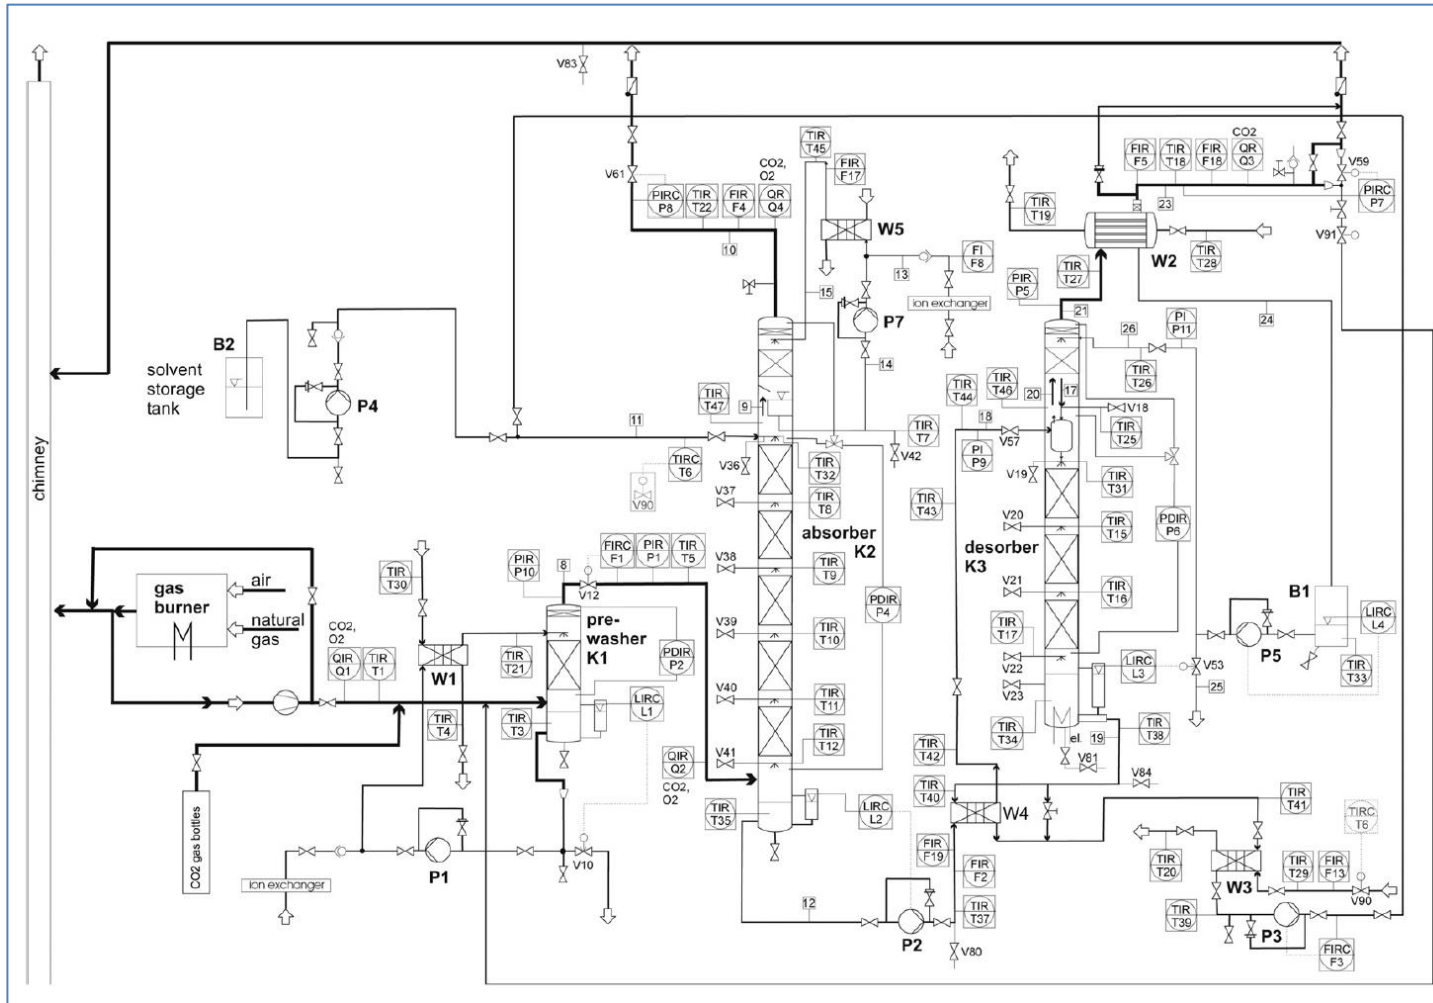 V83
TIR
T45
FIR
F17
CO2,
O2
V61
PIRC
P8
TIR
T22
FIR
F4
QR
Q4
10
W5
13
FI
F8
ion exchanger
15
P7
14
CO2
FIR
F5
TIR
T18
FIR
F18
QR
Q3
V59
PIRC
P7
23
TIR
T19
V91
W2
TIR
T28
TIR
T27
PIR
P5
21
24
26
PI
P11
TIR
T26
B2
solvent
storage
tank
P4
11
TIRC
T6
V90
TIR
T47
9
V36
TIR
T32
TIR
T7
V42
TIR
T44
TIR
T46
20
17
V18
18
V57
TIR
T25
PI
P9
V19
TIR
T31
TIR
T43
chimney
V37
TIR
T8
absorber
K2
V20
TIR
T15
PDIR
P6
desorber
K3
V38
TIR
T9
V21
TIR
T16
gas
burner
air
natural
gas
TIR
T30
PIR
P10
8
V12
FIRC
F1
PIR
P1
TIR
T5
PDIR
P4
B1
LIRC
L4
CO2,
O2
QIR
Q1
TIR
T1
W1
TIR
T21
pre-
washer
K1
PDIR
P2
V39
TIR
T10
TIR
T17
V22
V23
LIRC
L3
V53
25
P5
TIR
T33
TIR
T4
TIR
T3
LIRC
L1
V40
TIR
T11
TIR
T34
el.
19
TIR
T38
V81
V41
TIR
T12
QIR
Q2
CO2,
O2
TIR
T42
V84
TIR
T40
W4
TIR
T41
TIRC
T6
TIR
T35
LIRC
L2
CO2 gas bottles
P1
V10
ion exchanger
FIR
F19
FIR
F2
TIR
T20
W3
TIR
T29
FIR
F13
V90
12
P2
TIR
T37
V80
TIR
T39
P3
FIRC
F3